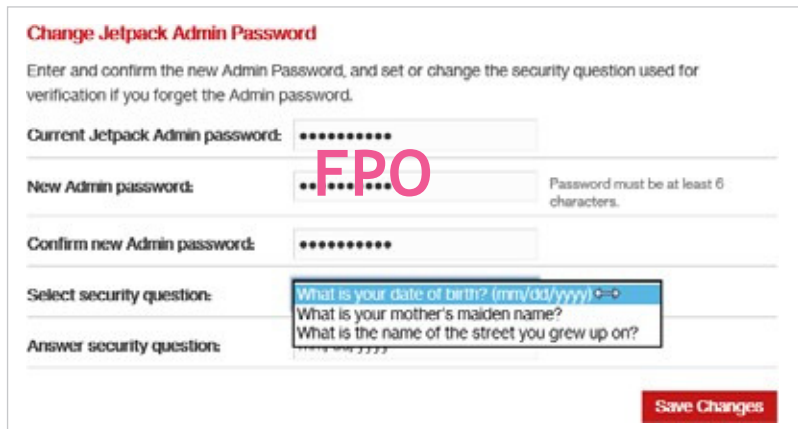 Change Jetpack Admin Password
Enter and confirm the new Admin Password, and set or change the security question used for
verification if you forget the Admin password.
Current Jetpack Admin password: ••••••••••
FPO
New Admin password: ••••••••••
Password must be at least 6
characters.
Confirm new Admin password: ••••••••••
Select security question:
What is your date of birth? (mm/dd/yyyy)
What is your mother's maiden name?
What is the name of the street you grew up on?
Answer security question:
Save Changes